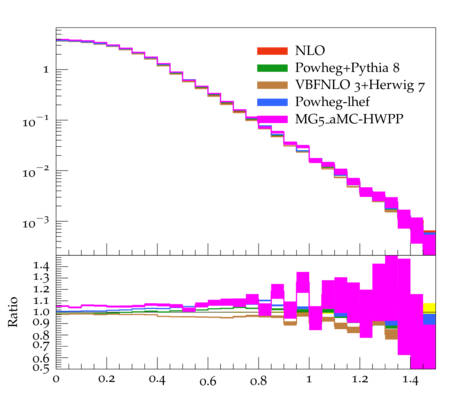 1
10⁻¹
10⁻²
10⁻³
NLO
Powheg+Pythia 8
VBFNLO 3+Herwig 7
Powheg-lhef
MG5_aMC-HWPP
1.4
1.3
1.2
1.1
1.0
0.9
0.8
0.7
0.6
0.5
Ratio
0 0.2 0.4 0.6 0.8 1 1.2 1.4